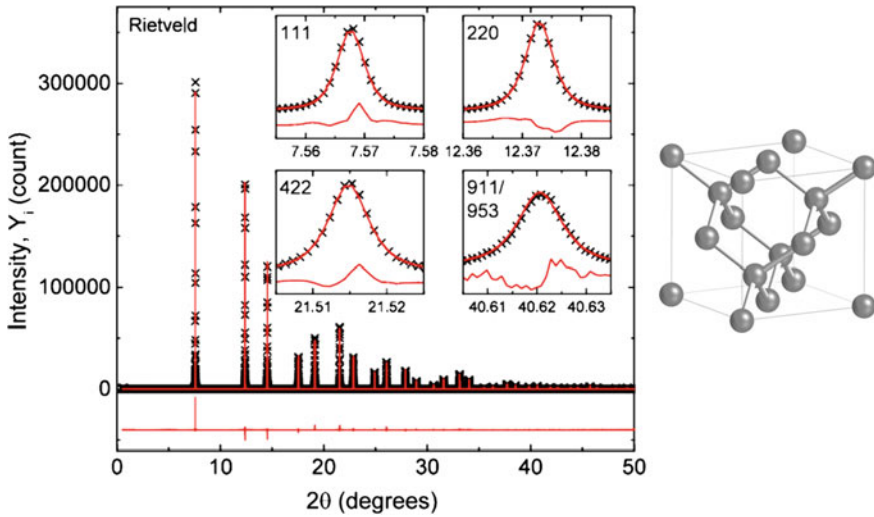 Rietveld
Intensity, Yᵢ (count)
300000
200000
100000
0
111
7.56 7.57 7.58
220
12.36 12.37 12.38
422
21.51 21.52
911/
953
40.61 40.62 40.63
0 10 20 30 40 50
2θ (degrees)